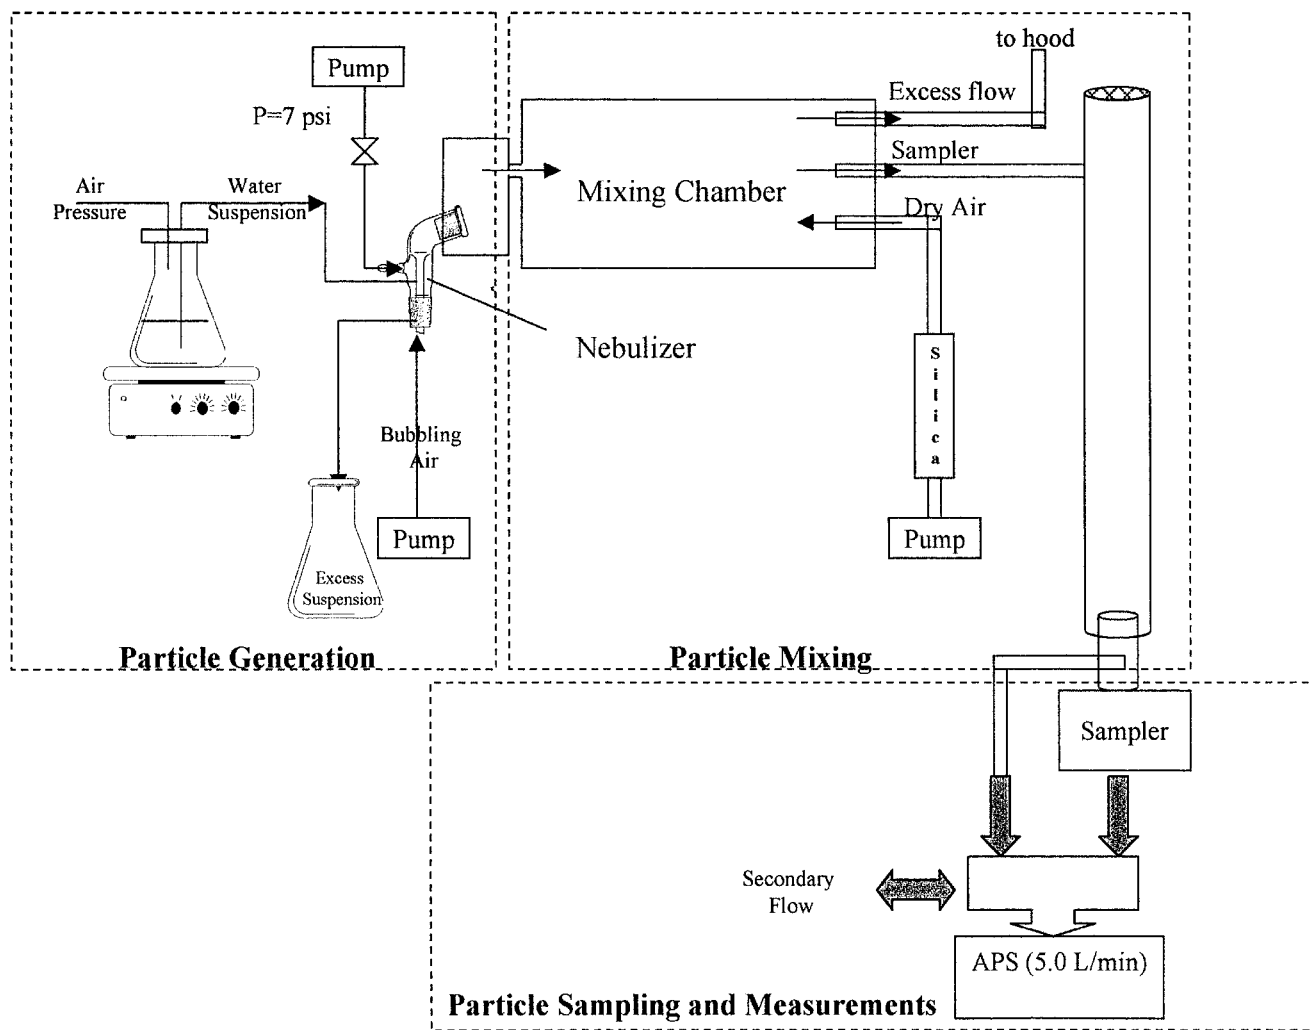 to hood
Pump
Excess flow
P=7 psi
Sampler
Air
Pressure
Water
Suspension
Mixing Chamber
Dry Air
Nebulizer
Silica
Bubbling
Air
Pump
Pump
Excess
Suspension
Particle Generation
Particle Mixing
Sampler
Secondary
Flow
APS (5.0 L/min)
Particle Sampling and Measurements